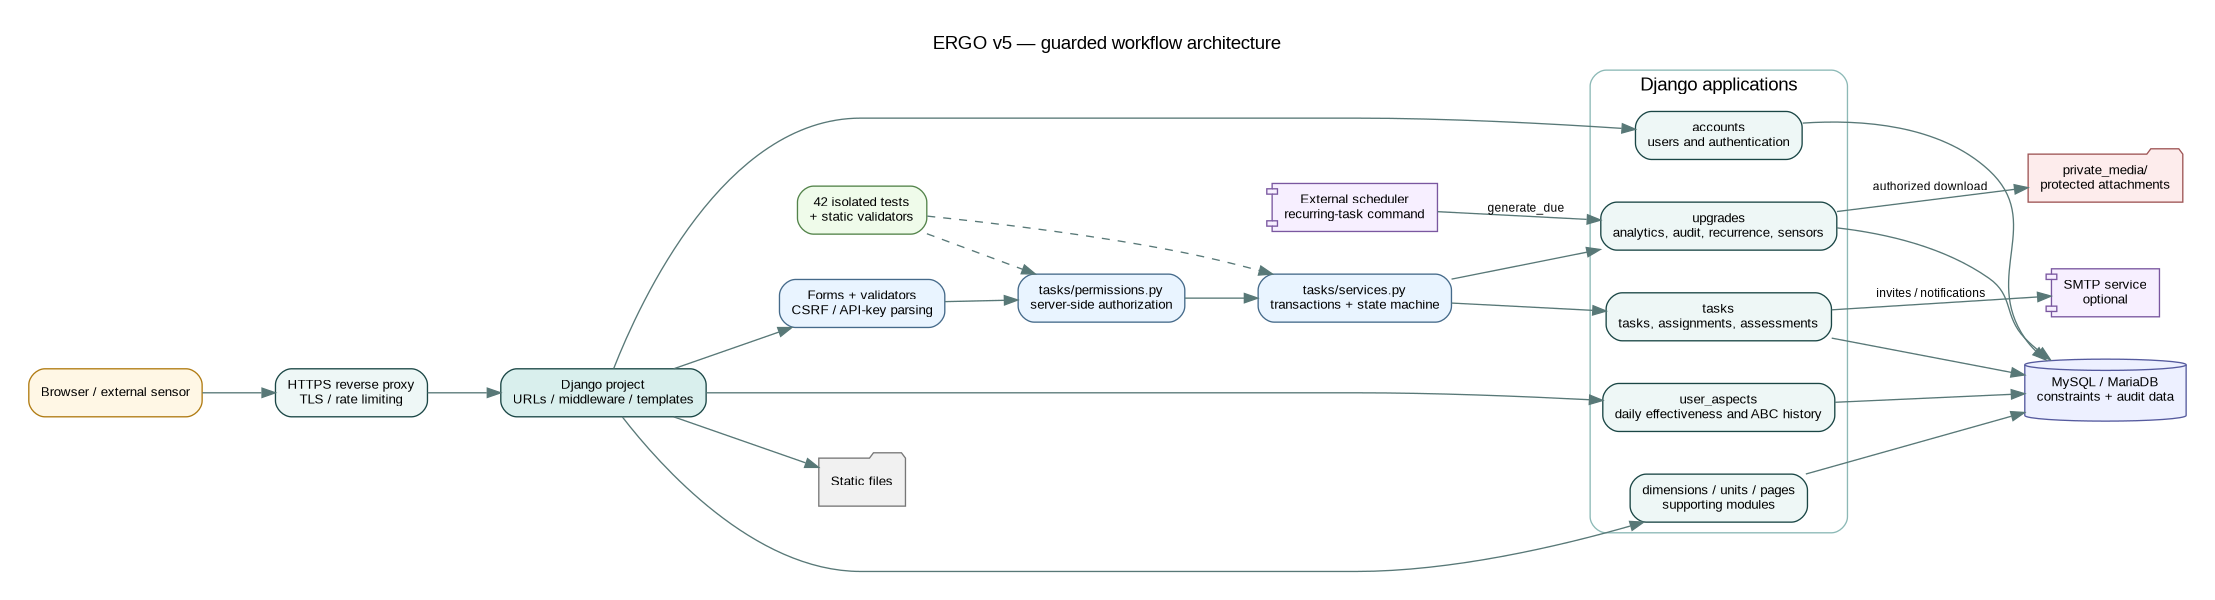 ERGO v5 — guarded workflow architecture
Django applications
accounts
users and authentication
private_media/
protected attachments
authorized download
42 isolated tests
+ static validators
External scheduler
recurring-task command
generate_due
upgrades
analytics, audit, recurrence, sensors
Forms + validators
CSRF / API-key parsing
tasks/permissions.py
server-side authorization
tasks/services.py
transactions + state machine
tasks
tasks, assignments, assessments
invites / notifications
SMTP service
optional
Browser / external sensor
HTTPS reverse proxy
TLS / rate limiting
Django project
URLs / middleware / templates
user_aspects
daily effectiveness and ABC history
MySQL / MariaDB
constraints + audit data
Static files
dimensions / units / pages
supporting modules